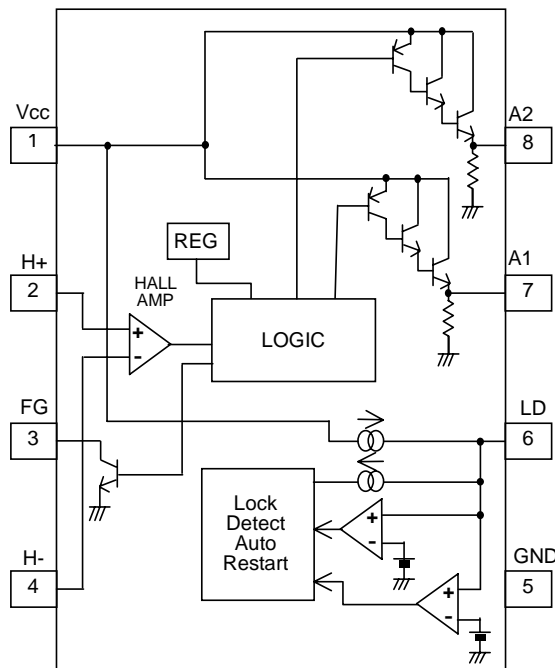 Vcc
1
A2
8
H+
2
REG
HALL
AMP
+
-
LOGIC
A1
7
FG
3
LD
6
Lock
Detect
Auto
Restart
+
-
H-
4
+
-
GND
5